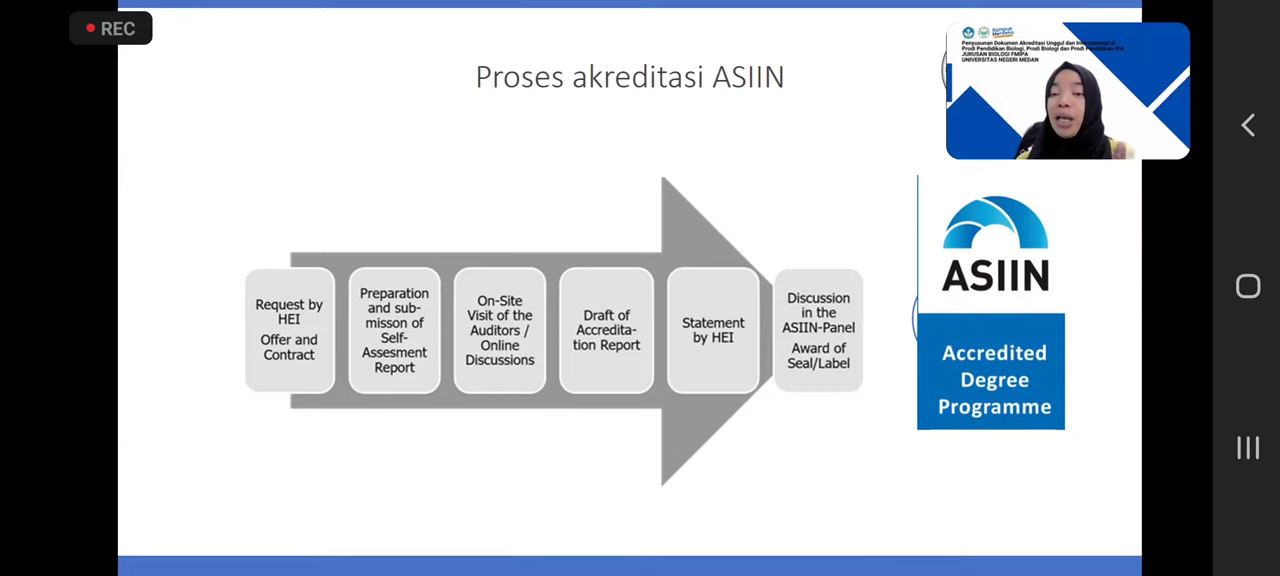 REC
Proses akreditasi ASIIN
Penyusunan Dokumen Akreditasi Unggul dan Internasional di
Prodi Pendidikan Biologi, Prodi Biologi dan Prodi Pendidikan IPA
JURUSAN BIOLOGI FMIPA
UNIVERSITAS NEGERI MEDAN
Request by
HEI
Offer and
Contract
Preparation
and sub-
misson of
Self-
Assesment
Report
On-Site
Visit of the
Auditors /
Online
Discussions
Draft of
Accredita-
tion Report
Statement
by HEI
Discussion
in the
ASIIN-Panel
Award of
Seal/Label
ASIIN
Accredited
Degree
Programme